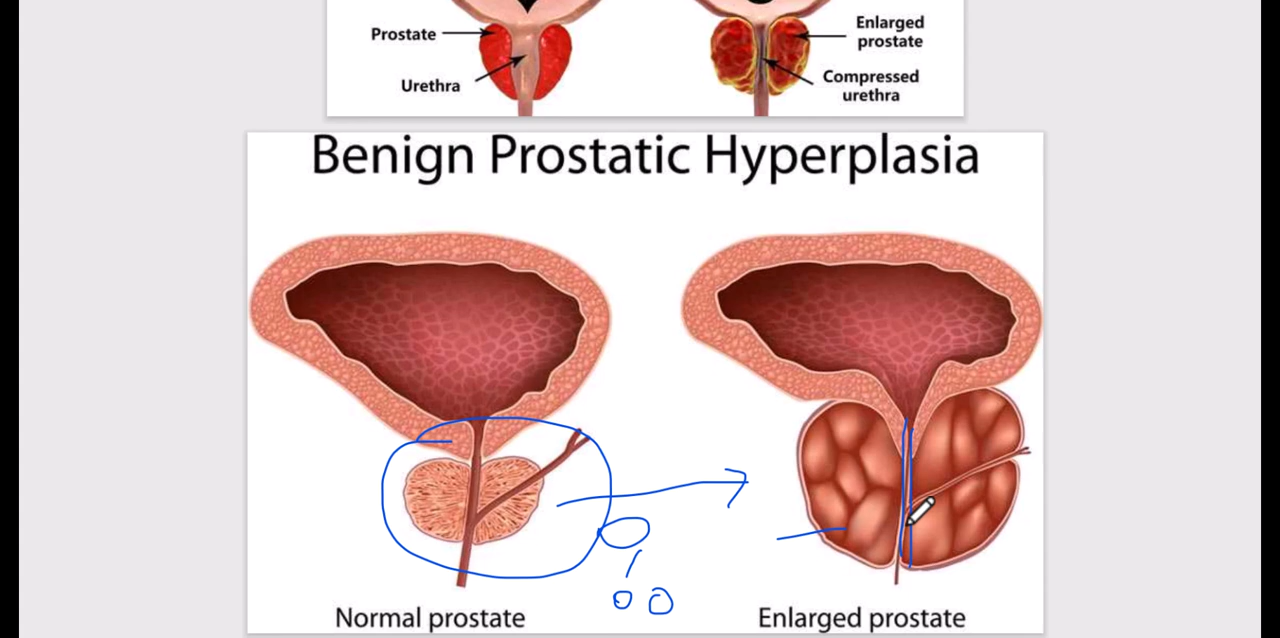 Prostate
Urethra
Enlarged
prostate
Compressed
urethra
Benign Prostatic Hyperplasia
Normal prostate
Enlarged prostate